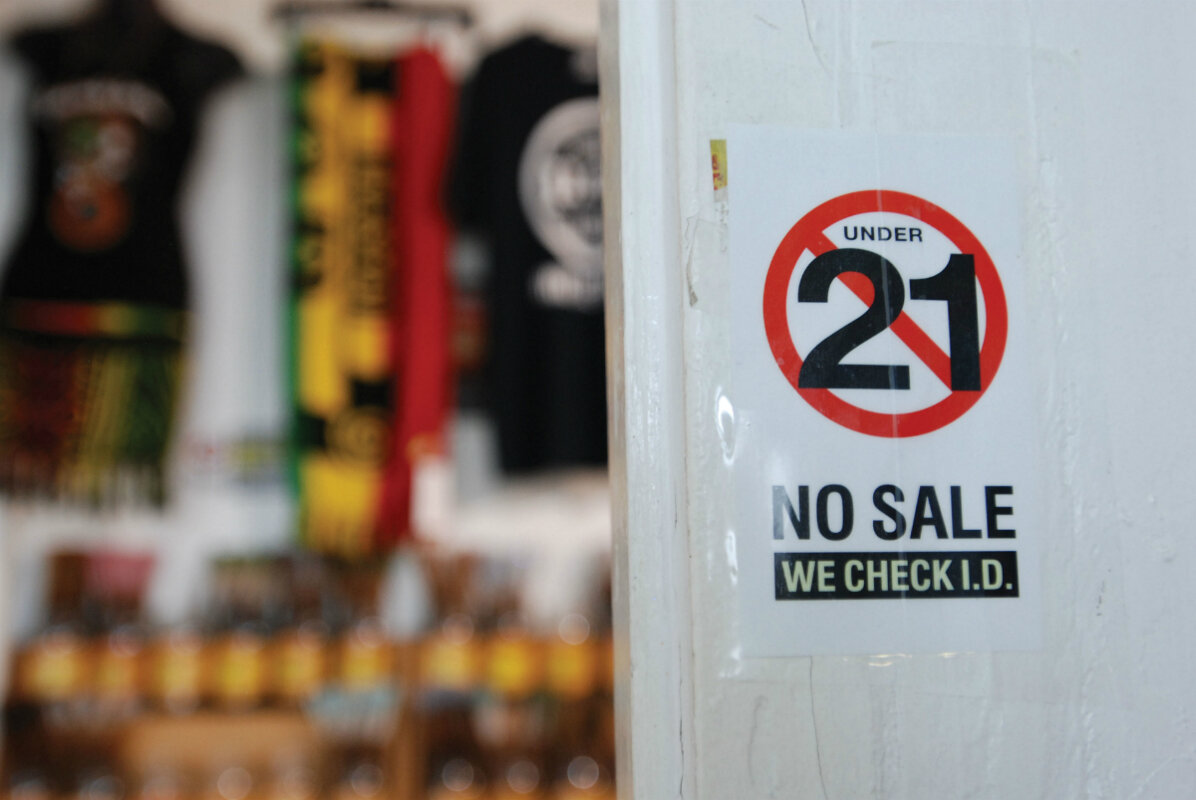 UNDER
21
NO SALE
WE CHECK I.D.